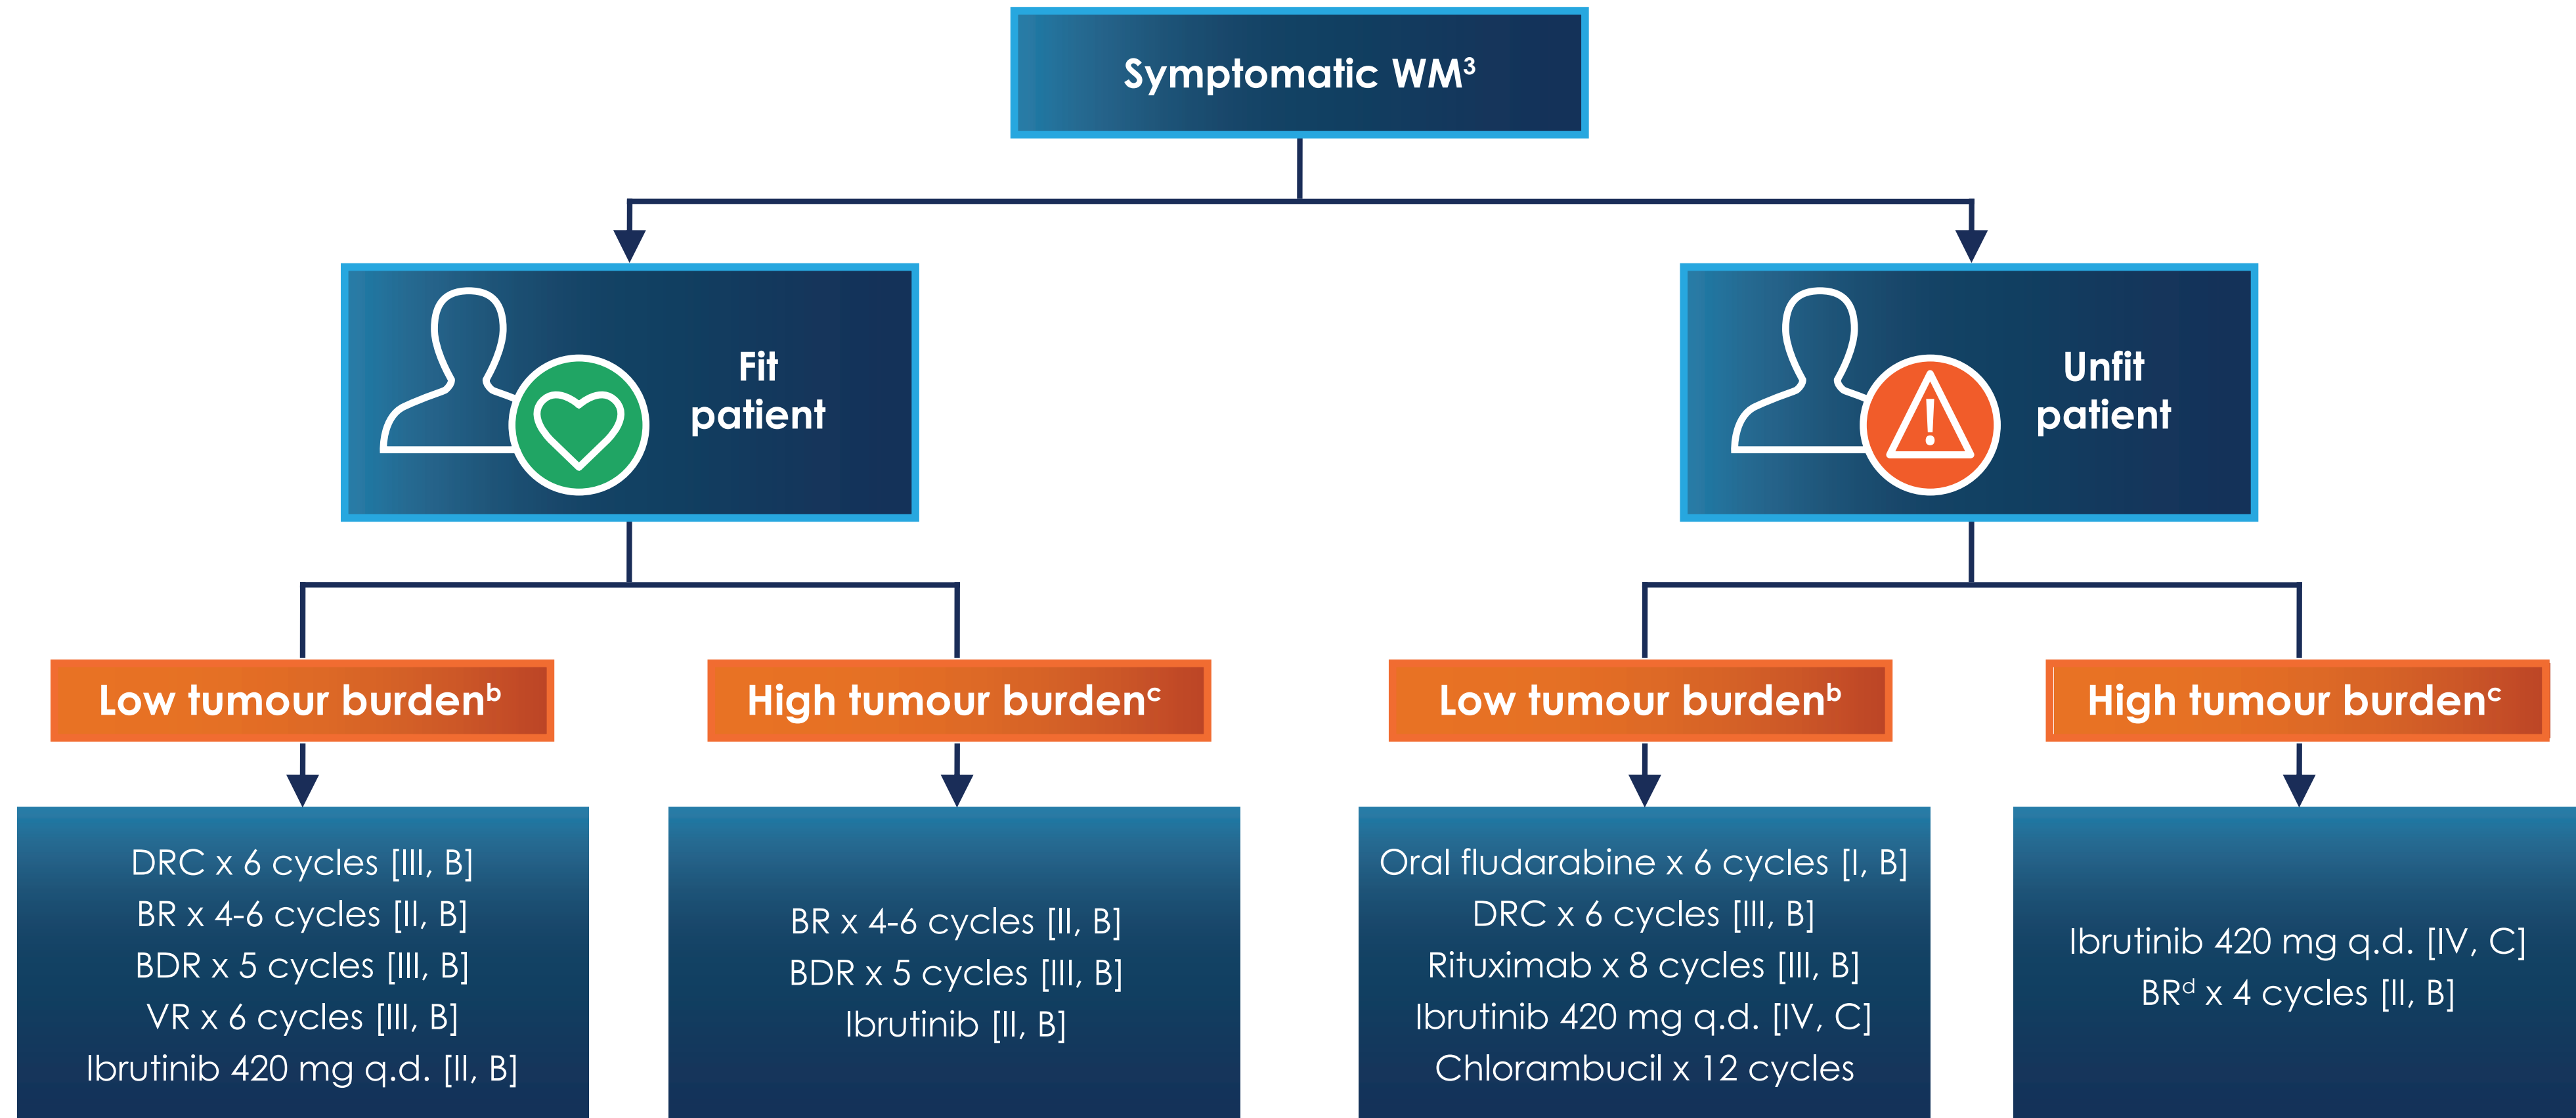 Symptomatic WM³
Fit
patient
Unfit
patient
Low tumour burdenᵇ
High tumour burdenᶜ
Low tumour burdenᵇ
High tumour burdenᶜ
DRC x 6 cycles [III, B]
BR x 4-6 cycles [II, B]
BDR x 5 cycles [III, B]
VR x 6 cycles [III, B]
Ibrutinib 420 mg q.d. [II, B]
BR x 4-6 cycles [II, B]
BDR x 5 cycles [III, B]
Ibrutinib [II, B]
Oral fludarabine x 6 cycles [I, B]
DRC x 6 cycles [III, B]
Rituximab x 8 cycles [III, B]
Ibrutinib 420 mg q.d. [IV, C]
Chlorambucil x 12 cycles
Ibrutinib 420 mg q.d. [IV, C]
BRᵈ x 4 cycles [II, B]